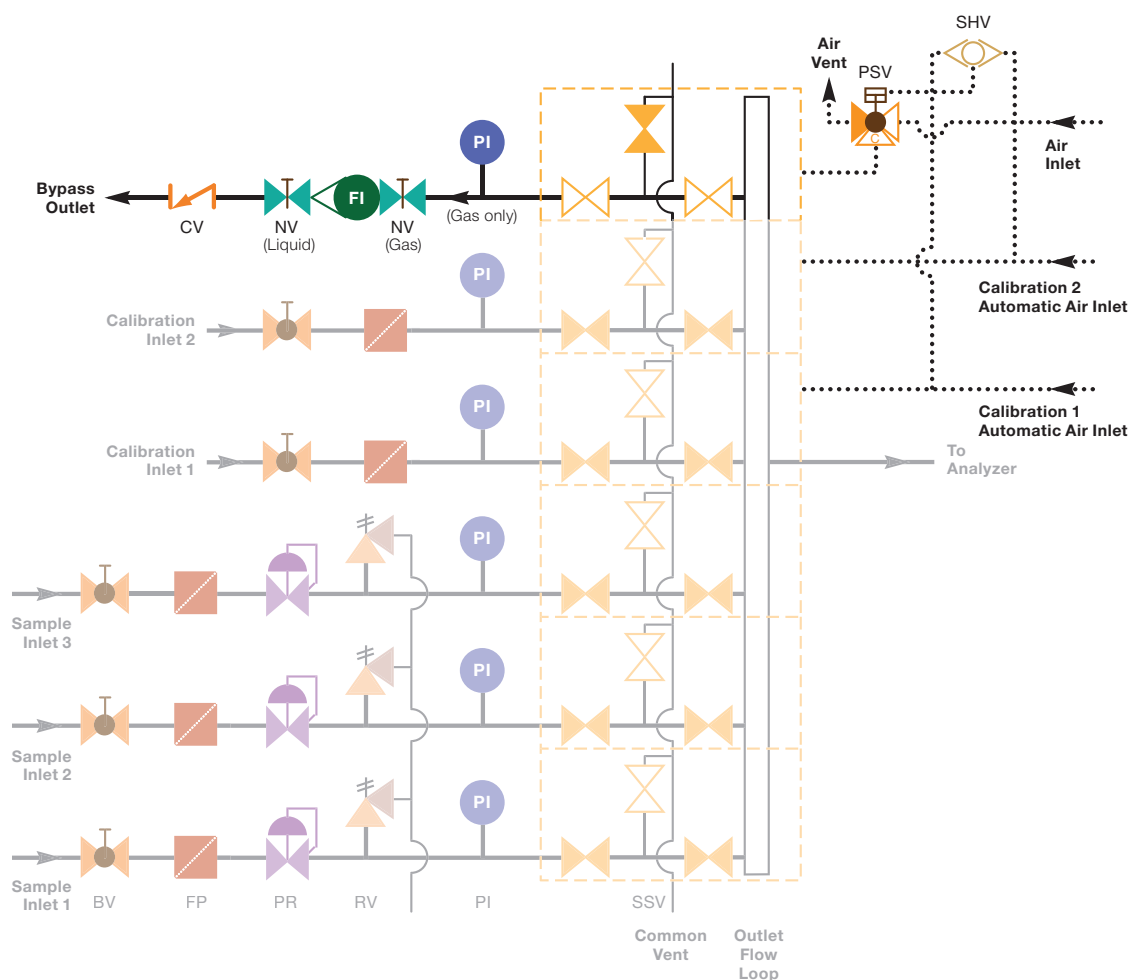 SHV
Air
Vent
PSV
C
Air
Inlet
PI
Bypass
Outlet
FI
(Gas only)
CV
NV
(Liquid)
NV
(Gas)
PI
Calibration 2
Automatic Air Inlet
Calibration
Inlet 2
PI
Calibration 1
Automatic Air Inlet
Calibration
Inlet 1
To
Analyzer
PI
Sample
Inlet 3
PI
Sample
Inlet 2
PI
Sample
Inlet 1
BV
FP
PR
RV
PI
SSV
Common
Vent
Outlet
Flow
Loop